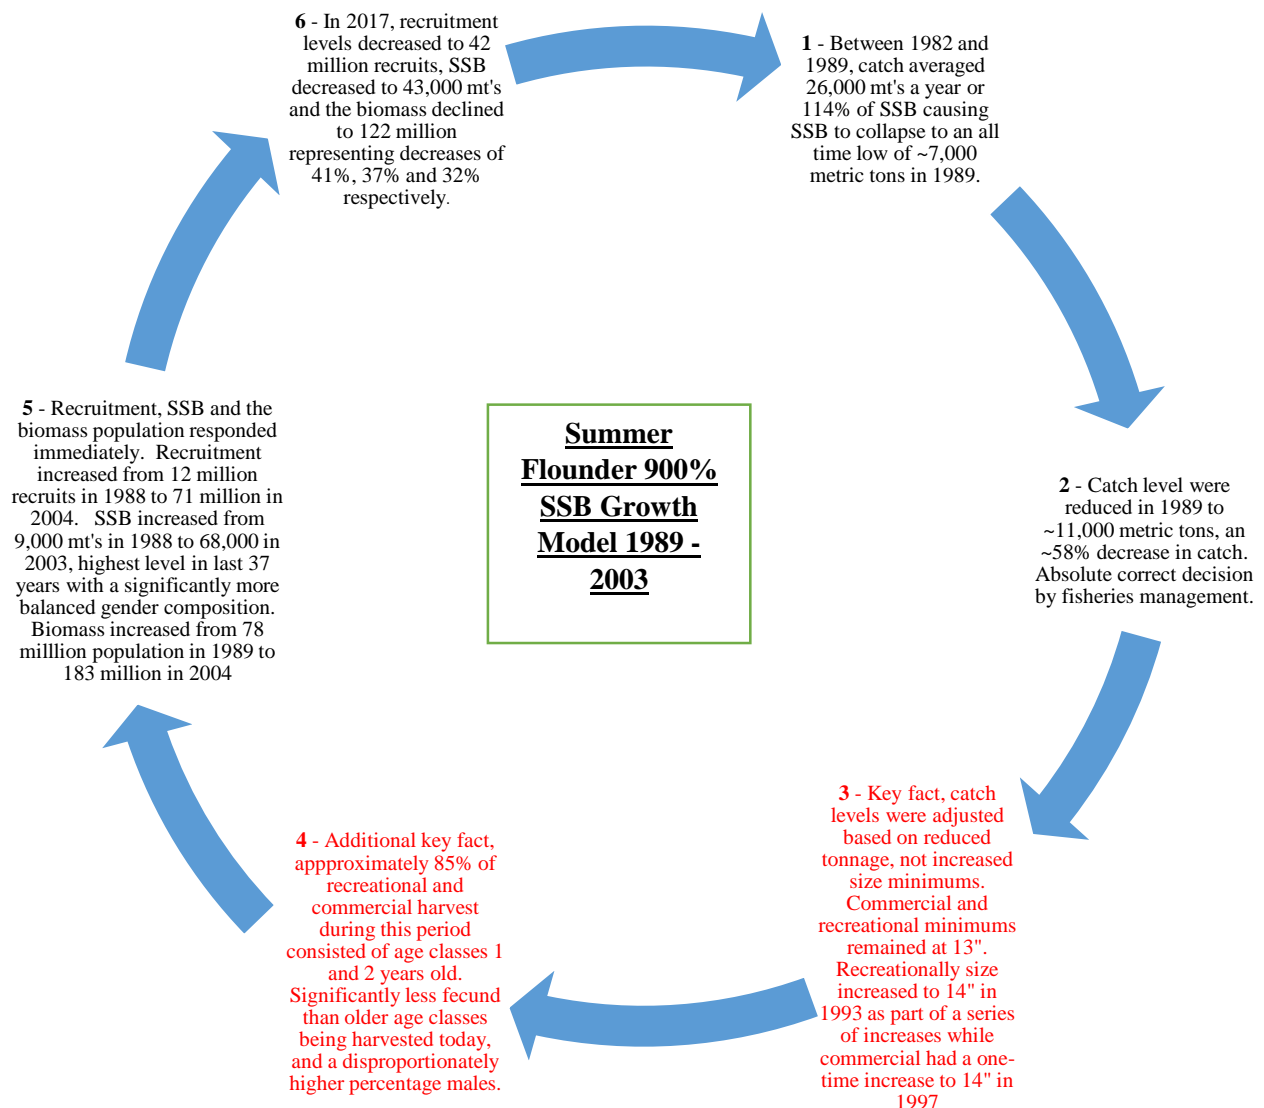 6 - In 2017, recruitment
levels decreased to 42
million recruits, SSB
decreased to 43,000 mt's
and the biomass declined
to 122 million
representing decreases of
41%, 37% and 32%
respectively.
1 - Between 1982 and
1989, catch averaged
26,000 mt's a year or
114% of SSB causing
SSB to collapse to an all
time low of ~7,000
metric tons in 1989.
2 - Catch level were
reduced in 1989 to
~11,000 metric tons, an
~58% decrease in catch.
Absolute correct decision
by fisheries management.
3 - Key fact, catch
levels were adjusted
based on reduced
tonnage, not increased
size minimums.
Commercial and
recreational minimums
remained at 13".
Recreationally size
increased to 14" in
1993 as part of a series
of increases while
commercial had a one-
time increase to 14" in
1997
4 - Additional key fact,
appproximately 85% of
recreational and
commercial harvest
during this period
consisted of age classes 1
and 2 years old.
Significantly less fecund
than older age classes
being harvested today,
and a disproportionately
higher percentage males.
5 - Recruitment, SSB and the
biomass population responded
immediately.  Recruitment
increased from 12 million
recruits in 1988 to 71 million in
2004.   SSB increased from
9,000 mt's in 1988 to 68,000 in
2003, highest level in last 37
years with a significantly more
balanced gender composition.
Biomass increased from 78
milllion population in 1989 to
183 million in 2004
Summer
Flounder 900%
SSB Growth
Model 1989 -
2003